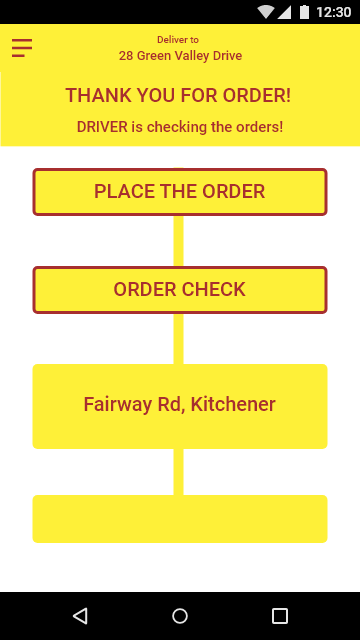 12:30
Deliver to
28 Green Valley Drive
THANK YOU FOR ORDER!
DRIVER is checking the orders!
PLACE THE ORDER
ORDER CHECK
Fairway Rd, Kitchener